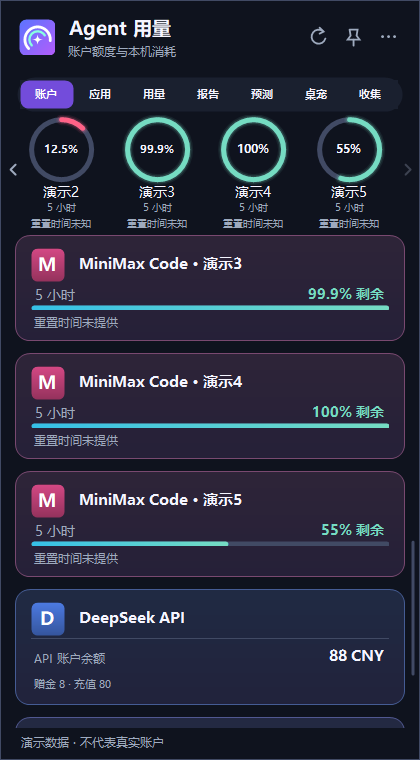 Agent 用量
账户额度与本机消耗
账户 应用 用量 报告 预测 桌宠 收集
12.5% 99.9% 100% 55%
演示2 演示3 演示4 演示5
5 小时 5 小时 5 小时 5 小时
重置时间未知 重置时间未知 重置时间未知 重置时间未知
M MiniMax Code • 演示3
5 小时 99.9% 剩余
重置时间未提供
M MiniMax Code • 演示4
5 小时 100% 剩余
重置时间未提供
M MiniMax Code • 演示5
5 小时 55% 剩余
重置时间未提供
D DeepSeek API
API 账户余额 88 CNY
赠金 8 · 充值 80
演示数据 · 不代表真实账户